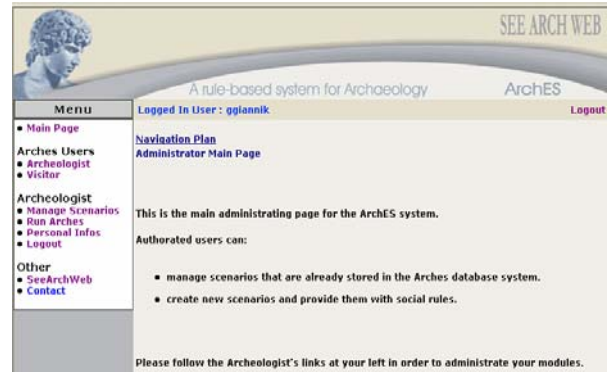 SEE ARCH WEB
A rule-based system for Archaeology
ArchES
Menu
Logged In User : ggiannik
Logout
Main Page
Arches Users
Archeologist
Visitor
Archeologist
Manage Scenarios
Run Arches
Personal Infos
Logout
Other
SeeArchWeb
Contact
Navigation Plan
Administrator Main Page
This is the main administrating page for the ArchES system.
Authorated users can:
manage scenarios that are already stored in the Arches database system.
create new scenarios and provide them with social rules.
Please follow the Archeologist's links at your left in order to administrate your modules.